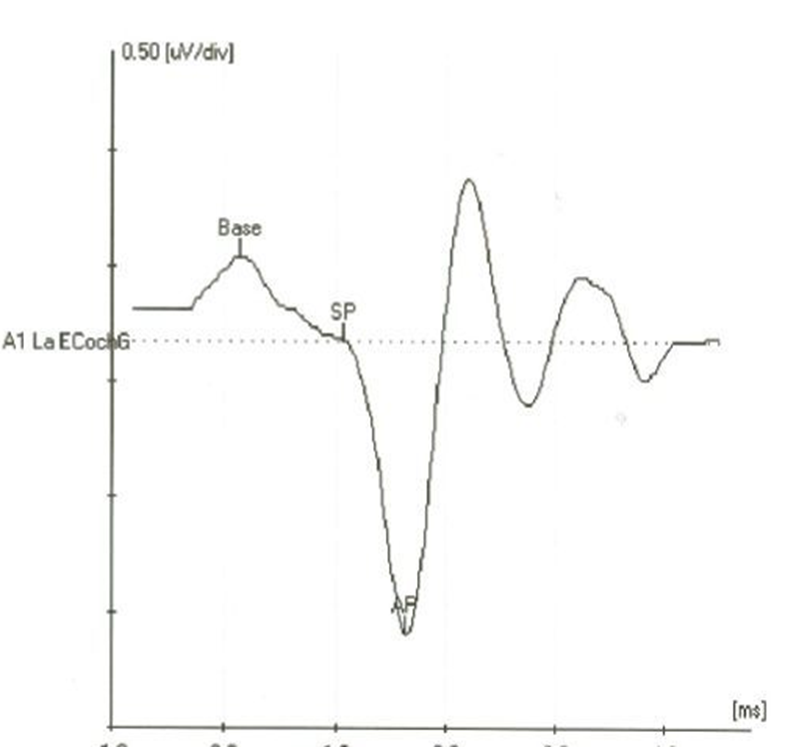 0.50 [uV/div]
Base
SP
A1 La ECochG
AP
[ms]